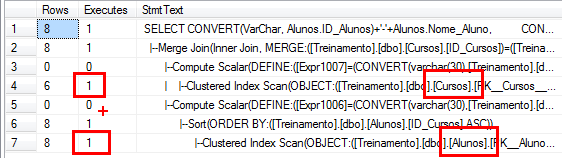 Rows Executes StmtText
1 8 1 SELECT CONVERT(VarChar, Alunos.ID_Alunos)+'-'+Alunos.Nome_Aluno, CON
2 8 1 |--Merge Join(Inner Join, MERGE:([Treinamento].[dbo].[Cursos].[ID_Cursos])=([Treina
3 0 0 |--Compute Scalar(DEFINE:([Expr1007]=CONVERT(varchar(30),[Treinamento].[d
4 6 1 |--Clustered Index Scan(OBJECT:([Treinamento].[dbo].[Cursos].[PK__Cursos__
5 0 0 |--Compute Scalar(DEFINE:([Expr1006]=CONVERT(varchar(30),[Treinamento].[d
6 8 1 |--Sort(ORDER BY:([Treinamento].[dbo].[Alunos].[ID_Cursos] ASC))
7 8 1 |--Clustered Index Scan(OBJECT:([Treinamento].[dbo].[Alunos].[PK__Aluno